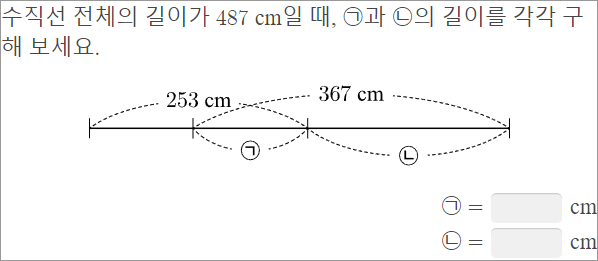 수직선 전체의 길이가 487 cm일 때, ㉠과 ㉡의 길이를 각각 구
해 보세요.
253 cm
367 cm
㉠
㉡
㉠ = cm
㉡ = cm